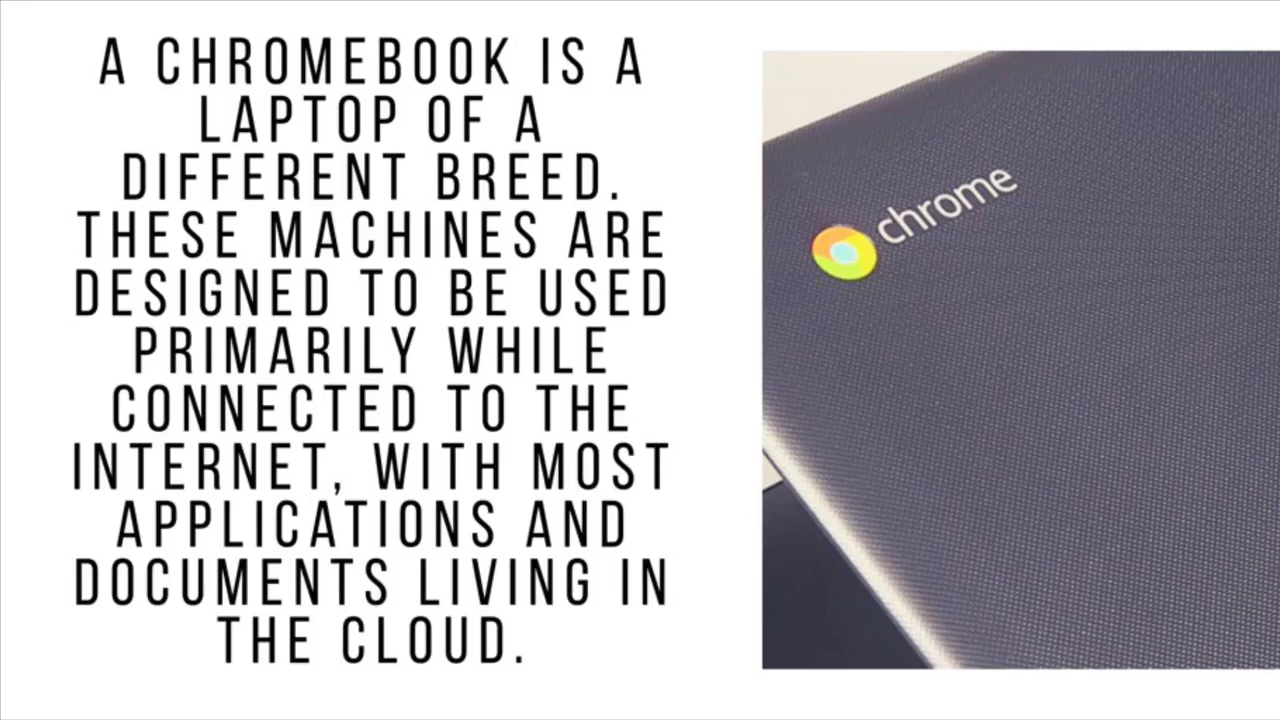 A CHROMEBOOK IS A
LAPTOP OF A
DIFFERENT BREED.
THESE MACHINES ARE
DESIGNED TO BE USED
PRIMARILY WHILE
CONNECTED TO THE
INTERNET, WITH MOST
APPLICATIONS AND
DOCUMENTS LIVING IN
THE CLOUD.
chrome